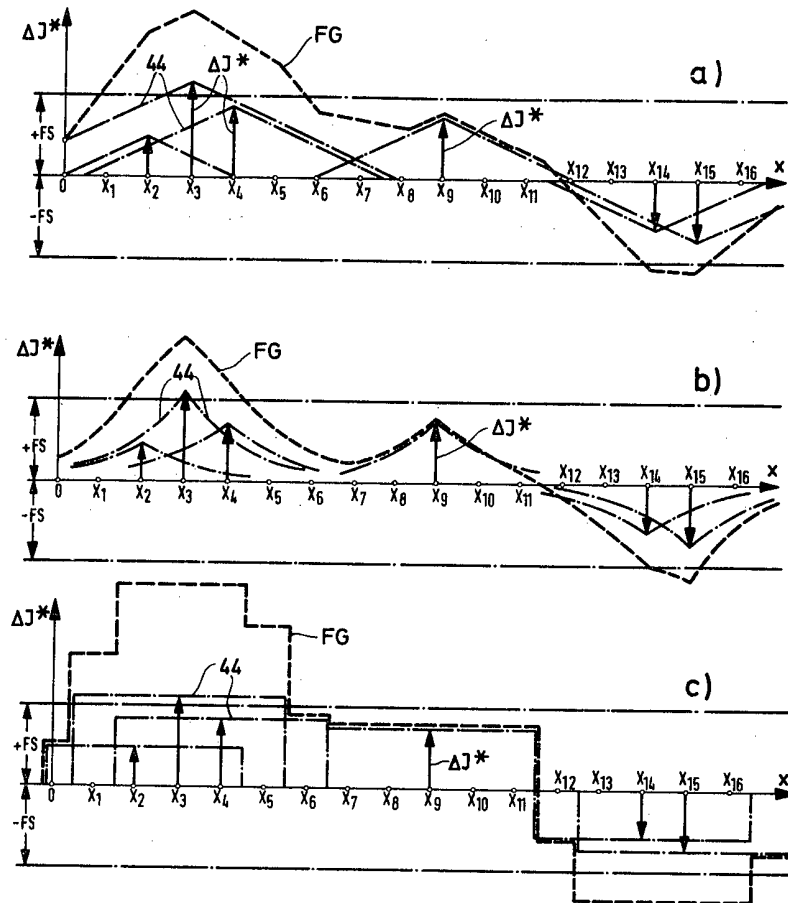 ΔJ*
FG
44
ΔJ*
a)
+FS
ΔJ*
0
X1
X2
X3
X4
X5
X6
X7
X8
X9
X10
X11
X12
X13
X14
X15
X16
x
-FS
ΔJ*
FG
44
b)
+FS
ΔJ*
0
X1
X2
X3
X4
X5
X6
X7
X8
X9
X10
X11
X12
X13
X14
X15
X16
x
-FS
ΔJ*
FG
44
c)
+FS
ΔJ*
0
X1
X2
X3
X4
X5
X6
X7
X8
X9
X10
X11
X12
X13
X14
X15
X16
x
-FS